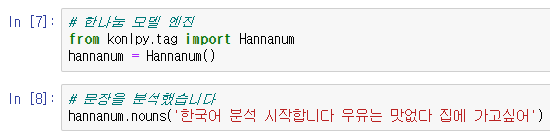 In [7]: # 한나눔 모델 엔진
from konlpy.tag import Hannanum
hannanum = Hannanum()
In [8]: # 문장을 분석했습니다
hannanum.nouns('한국어 분석 시작합니다 우유는 맛없다 집에 가고싶어')